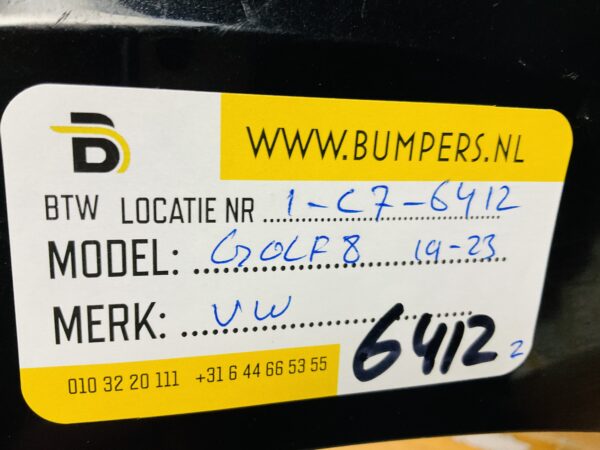 B
WWW.BUMPERS.NL
BTW LOCATIE NR 1-C7-6412
MODEL: GOLF 8 19-23
MERK: VW
6412 2
010 32 20 111 +31 6 44 66 53 55